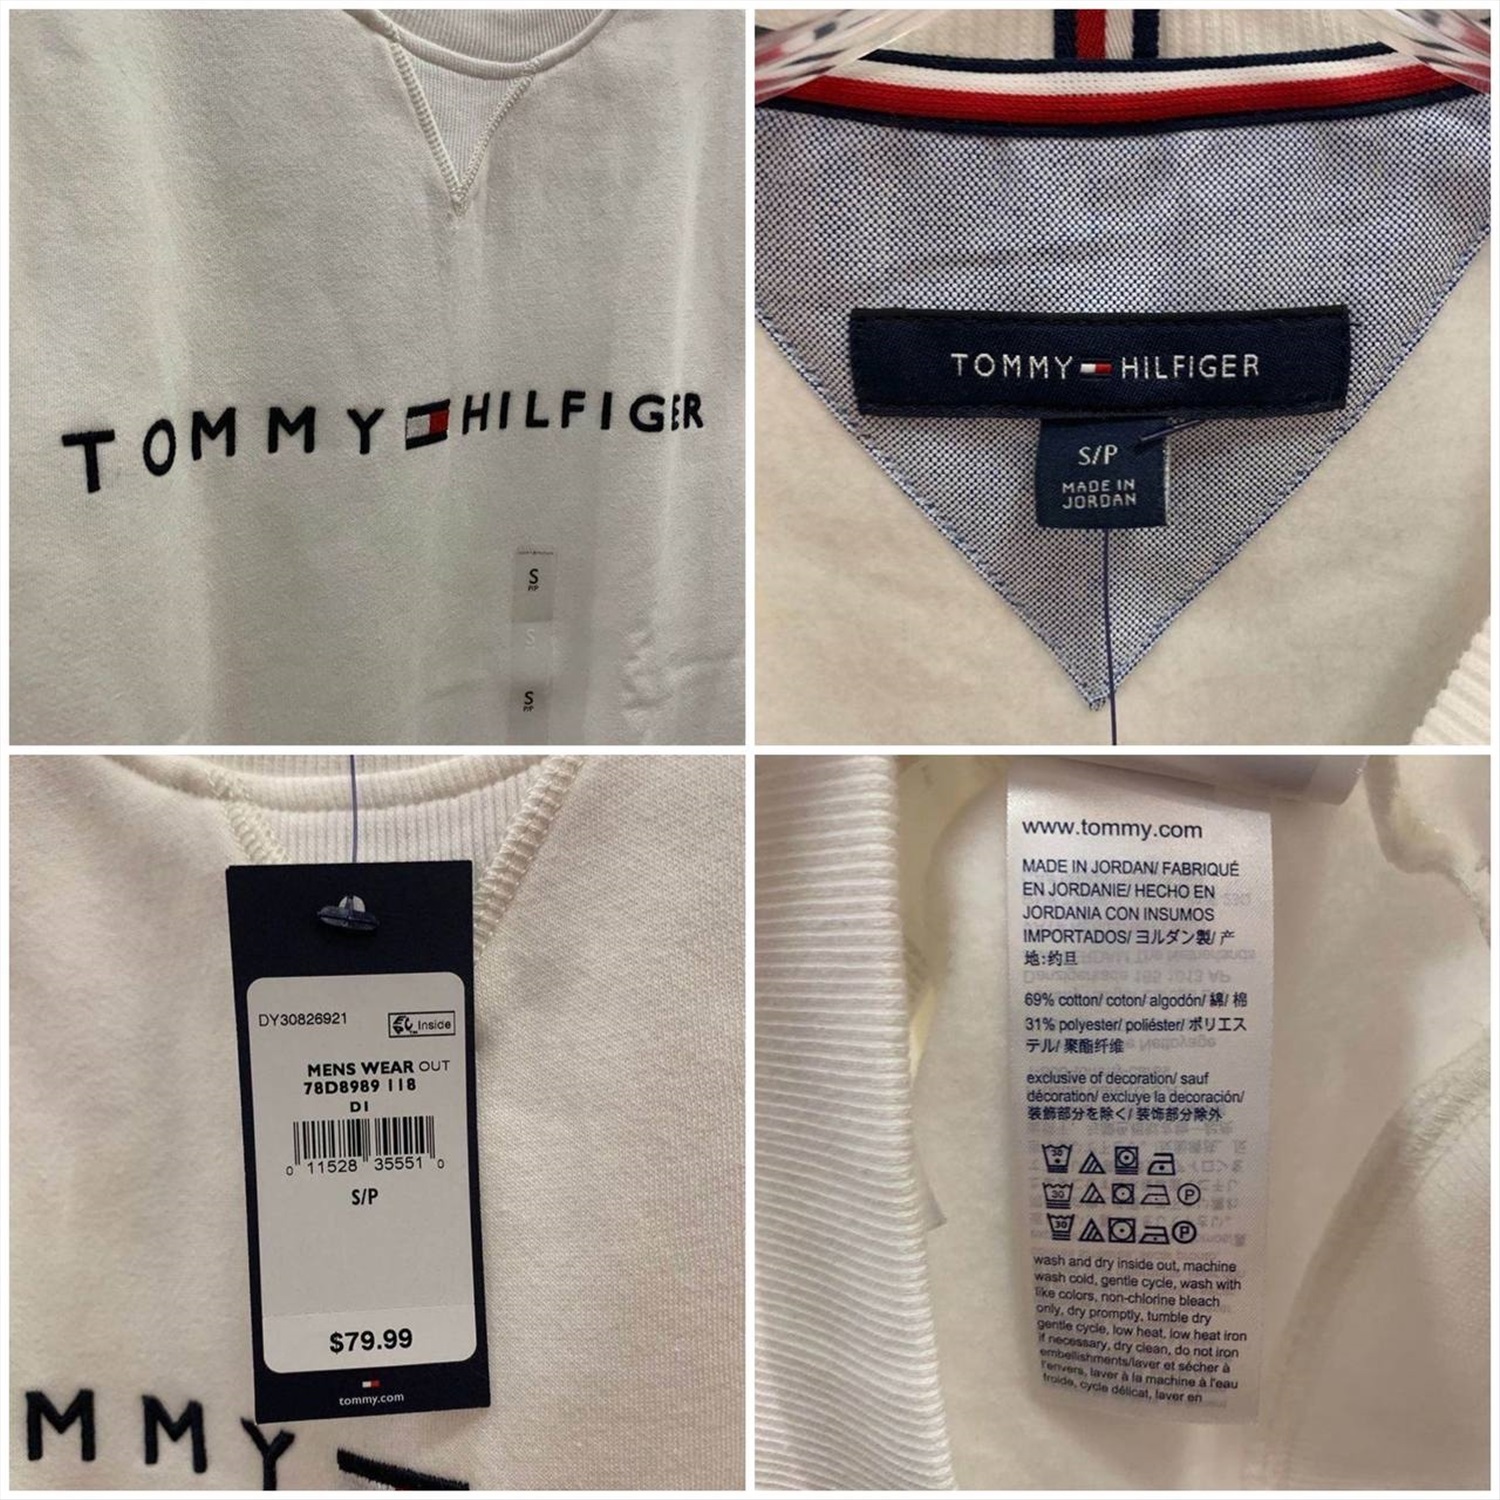 TOMMY HILFIGER
S
P/P
S
S
P/P
TOMMY HILFIGER
S/P
MADE IN
JORDAN
DY30826921
Inside
MENS WEAR OUT
78D8989 118
D1
0 11528 35551 0
S/P
$79.99
tommy.com
MMY
www.tommy.com
MADE IN JORDAN/ FABRIQUÉ
EN JORDANIE/ HECHO EN
JORDANIA CON INSUMOS
IMPORTADOS/ ヨルダン製/ 产
地:约旦
69% cotton/ coton/ algodón/ 綿/ 棉
31% polyester/ poliéster/ ポリエス
テル/ 聚酯纤维
exclusive of decoration/ sauf
décoration/ excluye la decoración/
装飾部分を除く/ 装饰部分除外
30
30 P
30 P
wash and dry inside out, machine
wash cold, gentle cycle, wash with
like colors, non-chlorine bleach
only, dry promptly, tumble dry
gentle cycle, low heat, low heat iron
if necessary, dry clean, do not iron
embellishments/laver et sécher à
l'envers, laver à la machine à l'eau
froide, cycle délicat, laver en